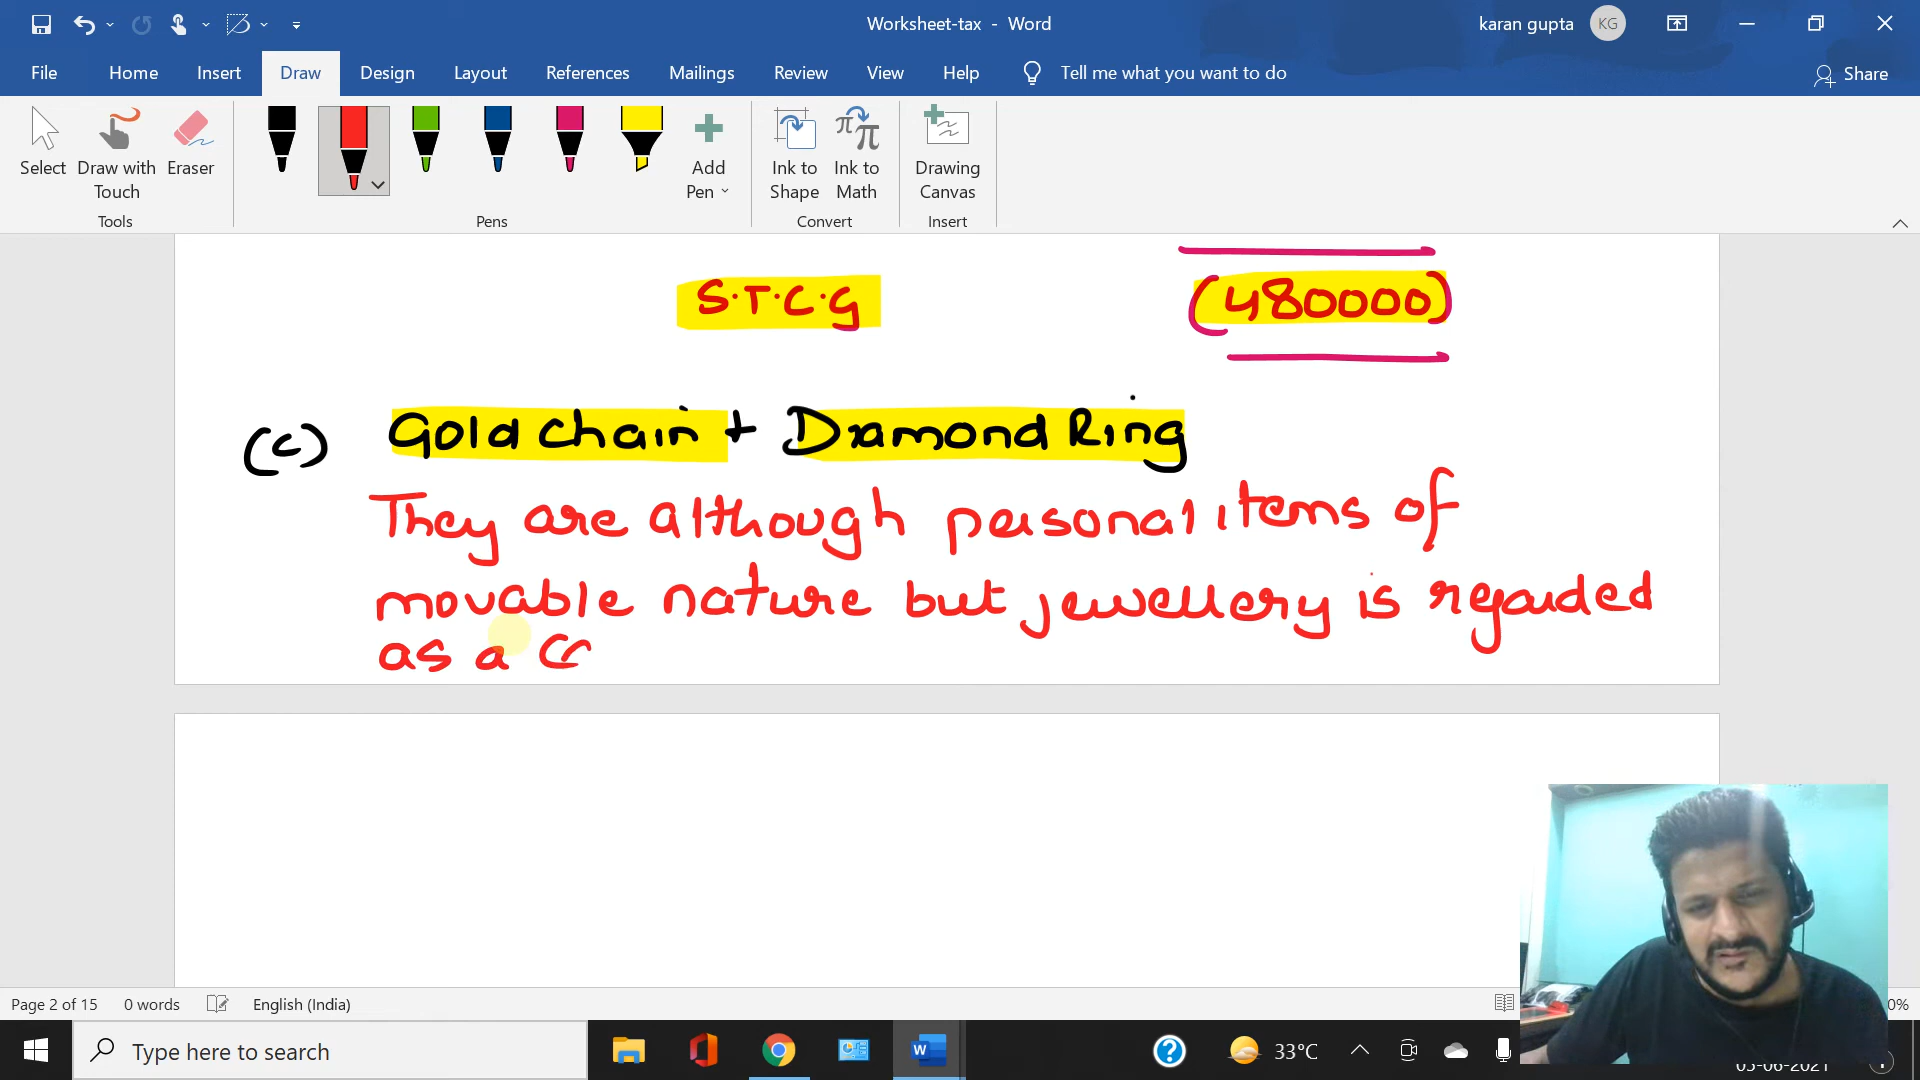 Worksheet-tax - Word
karan gupta KG
File Home Insert Draw Design Layout References Mailings Review View Help Tell me what you want to do Share
Select Draw with Touch Eraser
Add Pen
Ink to Shape Ink to Math
Drawing Canvas
Tools Pens Convert Insert
S.T.C.G (480000)
(c) Gold chain + Diamond Ring
They are although personal items of
movable nature but jewellery is regarded
as a
Page 2 of 15 0 words English (India)
Type here to search
33°C